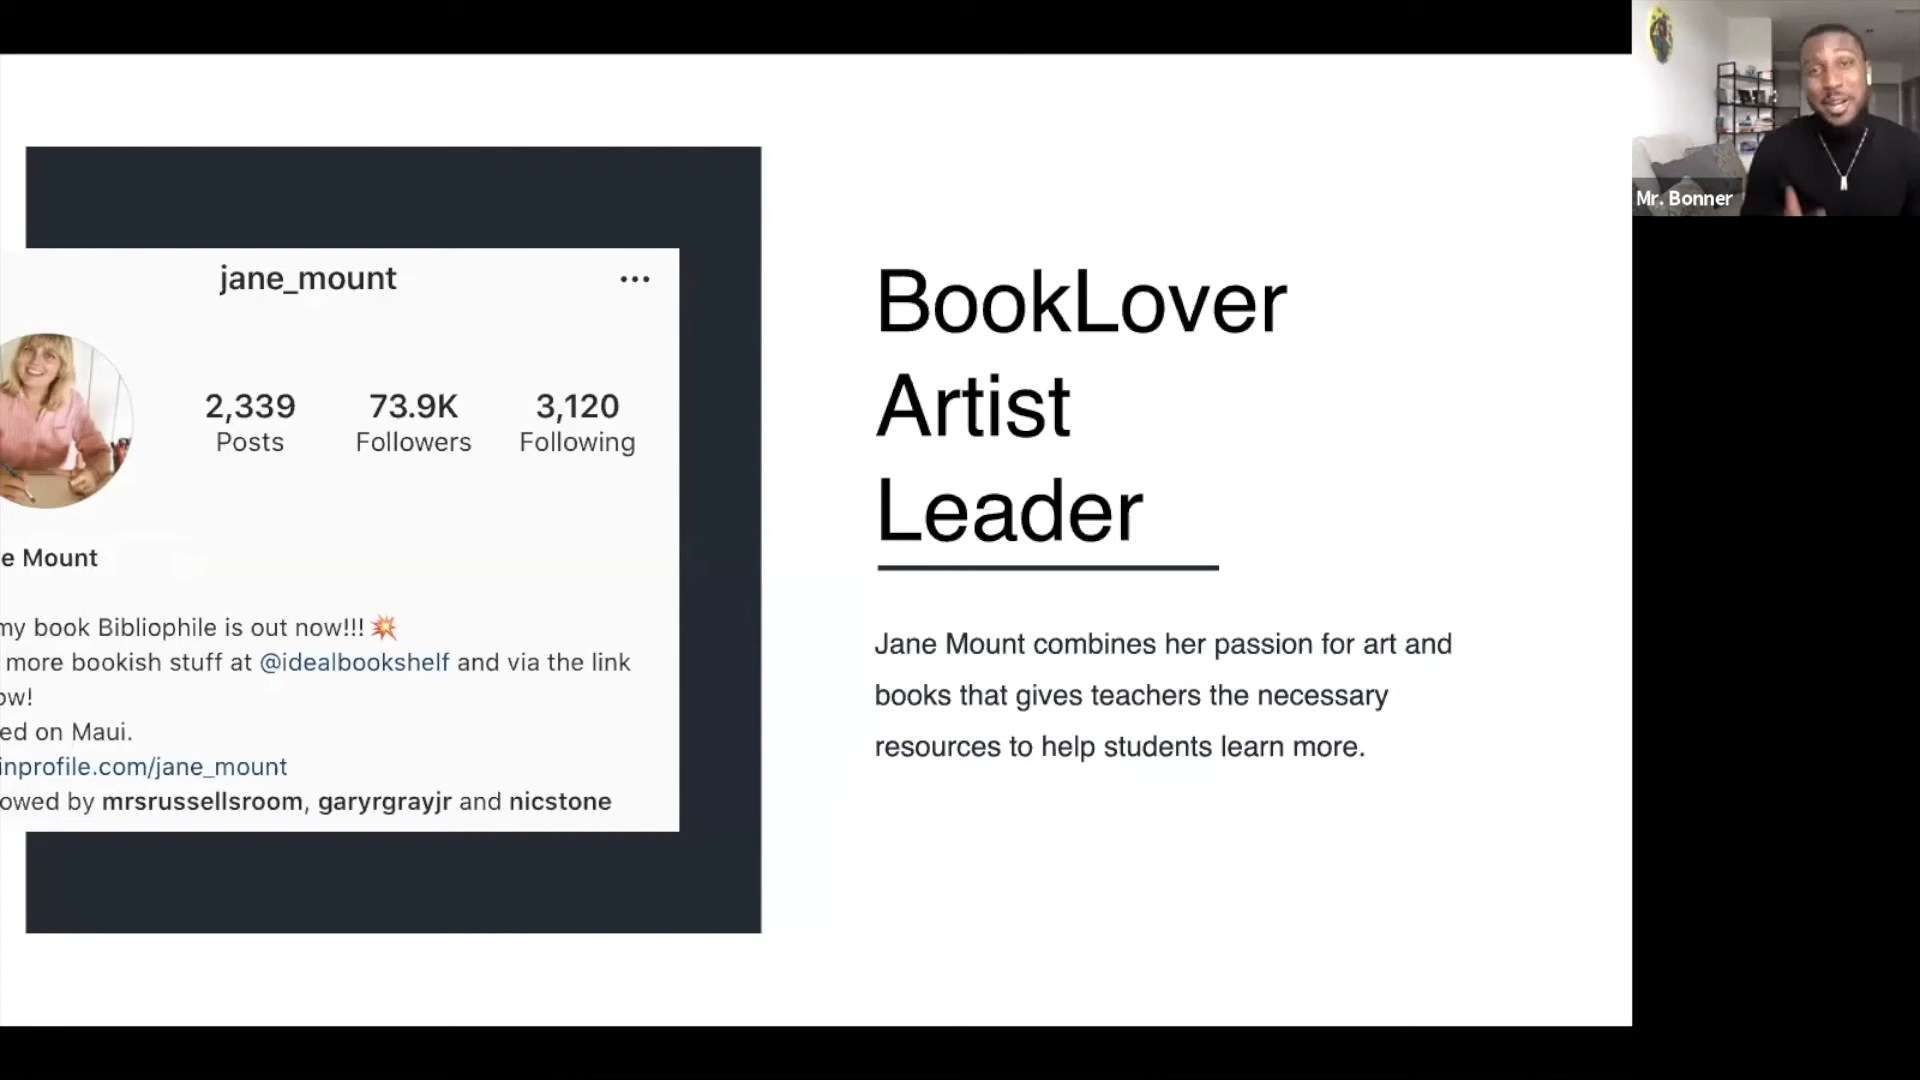 jane_mount
2,339 73.9K 3,120
Posts Followers Following
e Mount
my book Bibliophile is out now!!! 💥
more bookish stuff at @idealbookshelf and via the link
ow!
ed on Maui.
inprofile.com/jane_mount
owed by mrsrussellsroom, garyrgrayjr and nicstone
BookLover
Artist
Leader
Jane Mount combines her passion for art and
books that gives teachers the necessary
resources to help students learn more.
Mr. Bonner